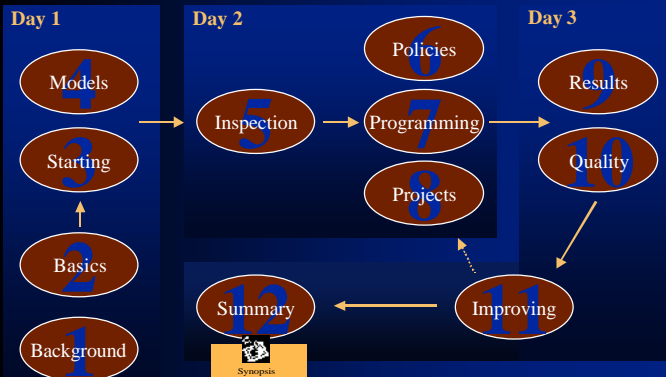 Day 1
4
Models
3
Starting
2
Basics
1
Background
Day 2
5
Inspection
6
Policies
7
Programming
8
Projects
Day 3
9
Results
10
Quality
11
Improving
12
Summary
Synopsis